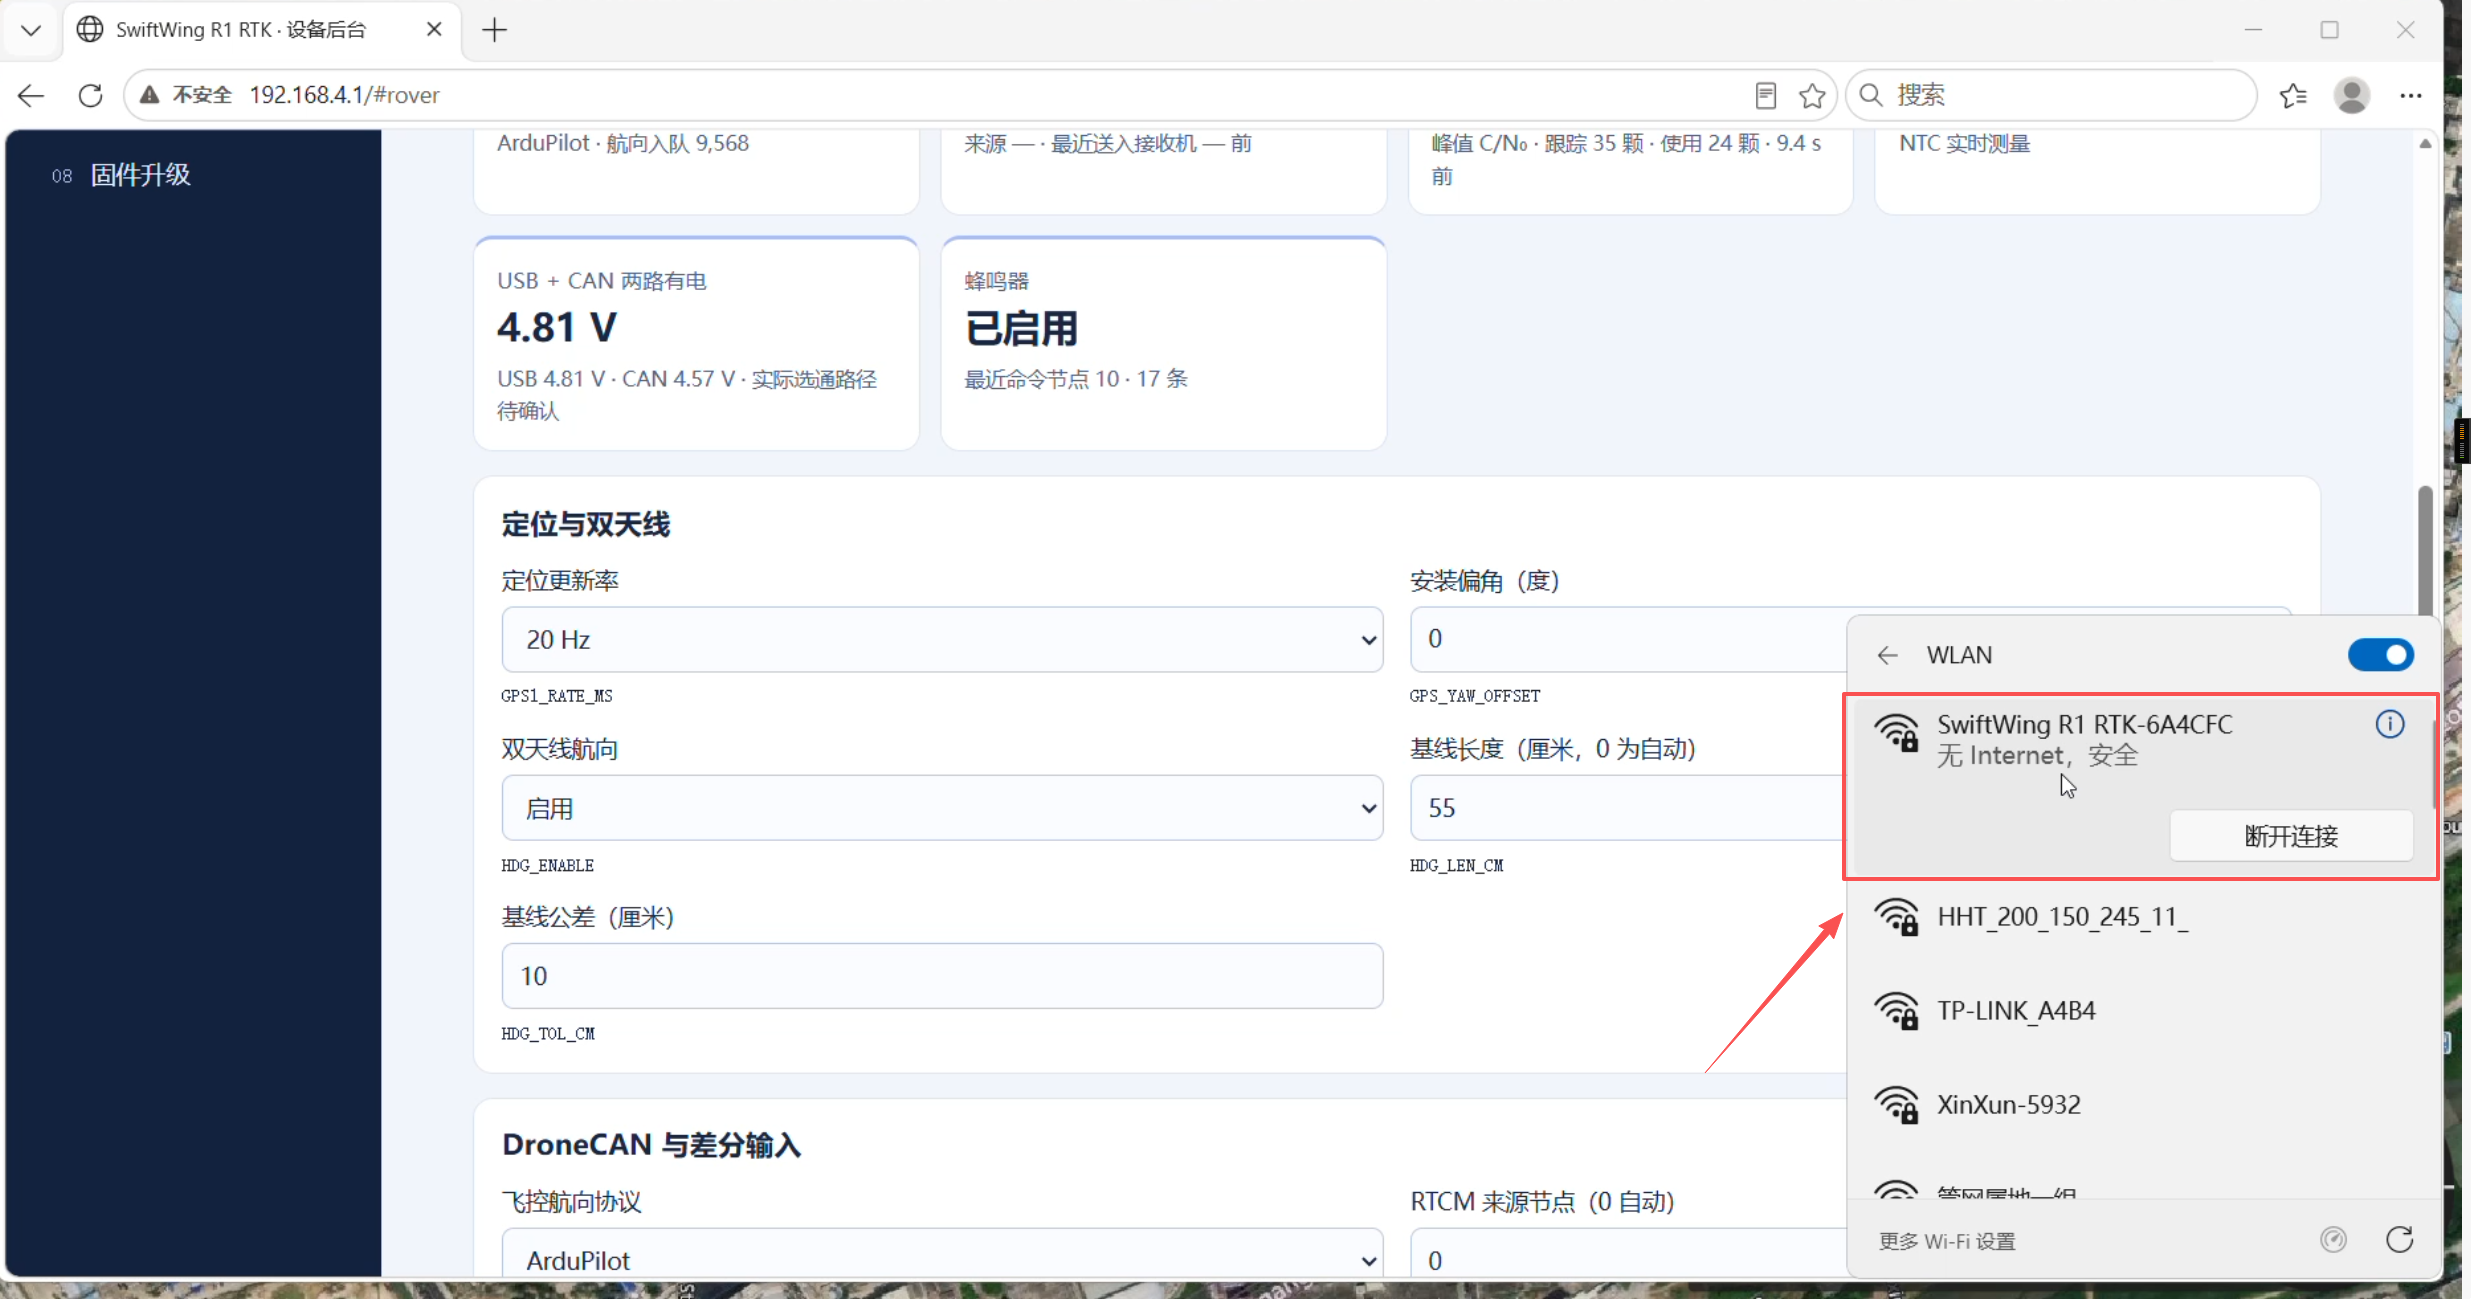 SwiftWing R1 RTK · 设备后台
不安全 192.168.4.1/#rover
搜索
08 固件升级
ArduPilot · 航向入队 9,568
来源 — · 最近送入接收机 — 前
峰值 C/N₀ · 跟踪 35 颗 · 使用 24 颗 · 9.4 s
前
NTC 实时测量
USB + CAN 两路有电
4.81 V
USB 4.81 V · CAN 4.57 V · 实际选通路径
待确认
蜂鸣器
已启用
最近命令节点 10 · 17 条
定位与双天线
定位更新率
20 Hz
GPS1_RATE_MS
安装偏角（度）
0
GPS_YAW_OFFSET
双天线航向
启用
HDG_ENABLE
基线长度（厘米，0 为自动）
55
HDG_LEN_CM
基线公差（厘米）
10
HDG_TOL_CM
DroneCAN 与差分输入
飞控航向协议
ArduPilot
RTCM 来源节点（0 自动）
0
WLAN
SwiftWing R1 RTK-6A4CFC
无 Internet，安全
断开连接
HHT_200_150_245_11_
TP-LINK_A4B4
XinXun-5932
更多 Wi-Fi 设置